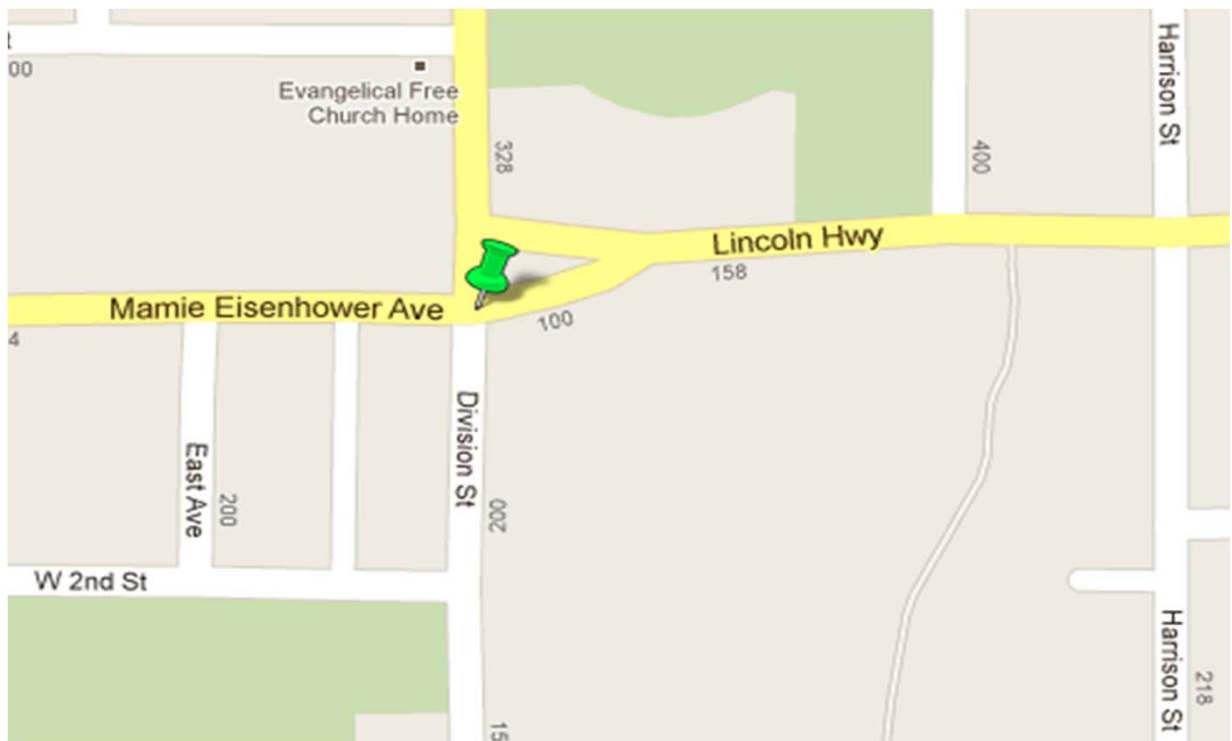 00
Evangelical Free
Church Home
Harrison St
328
400
Lincoln Hwy
158
Mamie Eisenhower Ave
100
4
Division St
East Ave
200
200
W 2nd St
Harrison St
218
15